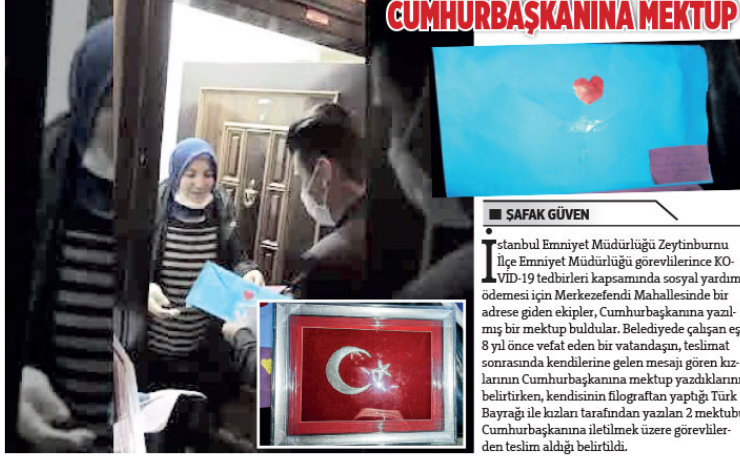 CUMHURBAŞKANINA MEKTUP
ŞAFAK GÜVEN
İstanbul Emniyet Müdürlüğü Zeytinburnu
İlçe Emniyet Müdürlüğü görevlilerince KO-
VID-19 tedbirleri kapsamında sosyal yardım
ödemesi için Merkezefendi Mahallesinde bir
adrese giden ekipler, Cumhurbaşkanına yazıl-
mış bir mektup buldular. Belediyede çalışan eş
8 yıl önce vefat eden bir vatandaşın, teslimat
sonrasında kendilerine gelen mesajı gören kız-
larının Cumhurbaşkanına mektup yazdıklarını
belirtirken, kendisinin filograftan yaptığı Türk
Bayrağı ile kızları tarafından yazılan 2 mektubu
Cumhurbaşkanına iletilmek üzere görevliler-
den teslim aldığı belirtildi.